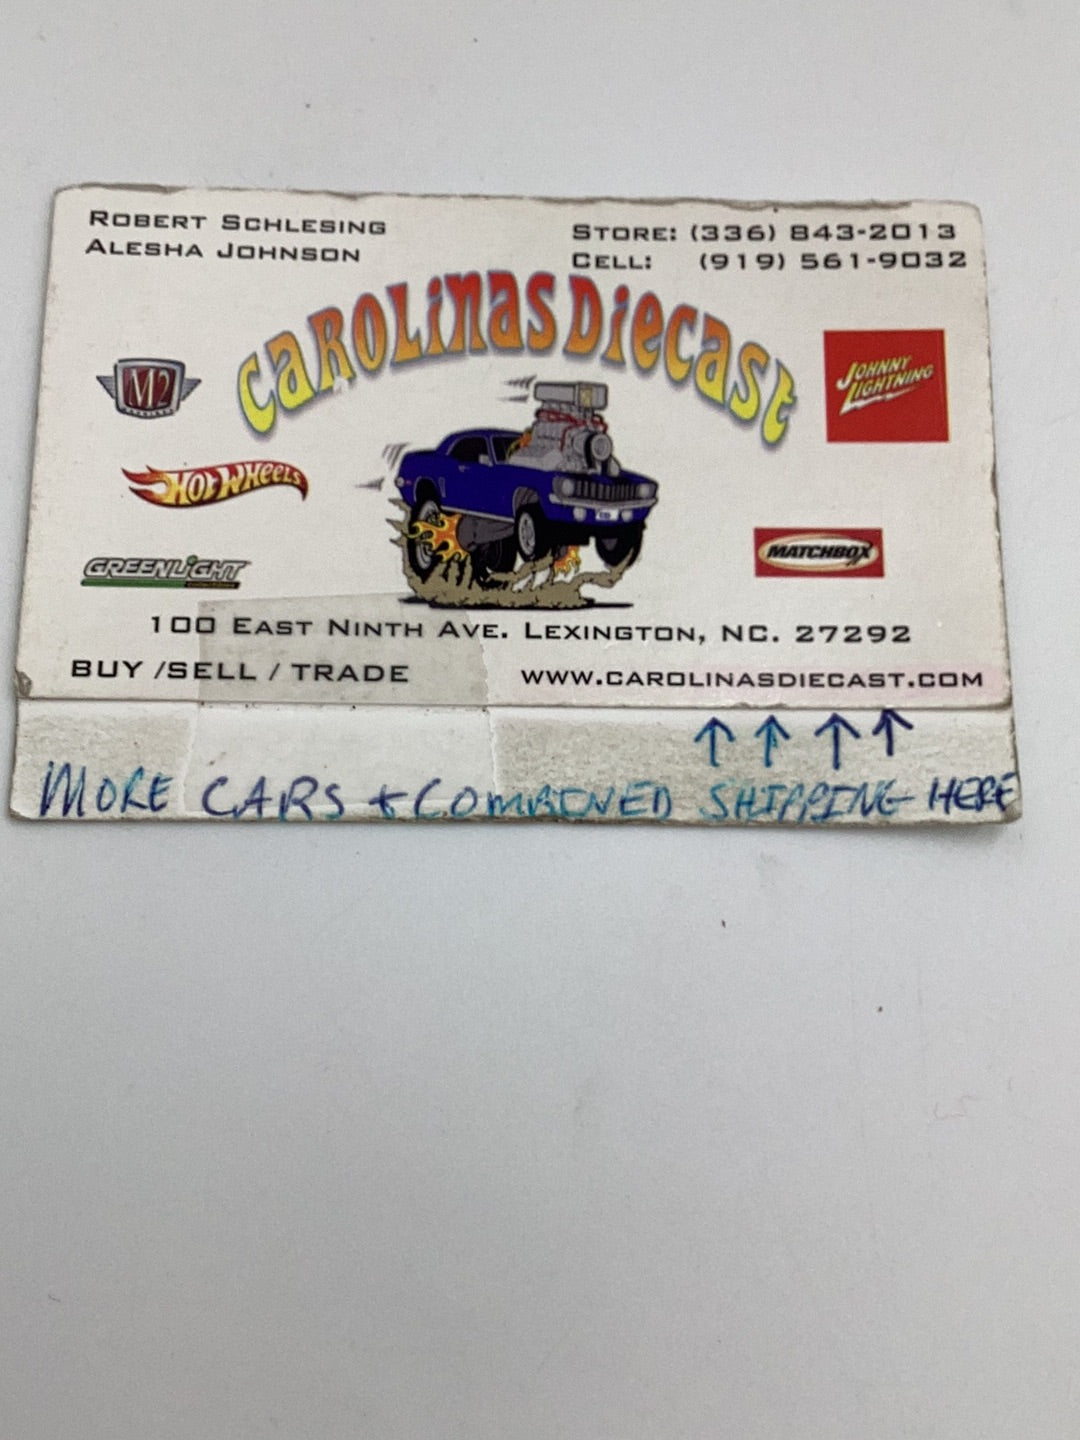 ROBERT SCHLESING
ALESHA JOHNSON
STORE: (336) 843-2013
CELL: (919) 561-9032
CAROLINAS DIECAST
M2
JOHNNY LIGHTNING
HOT WHEELS
MATCHBOX
GREENLIGHT
100 EAST NINTH AVE. LEXINGTON, NC. 27292
BUY /SELL / TRADE
WWW.CAROLINASDIECAST.COM
↑ ↑ ↑ ↑
MORE CARS + COMBINED SHIPPING HERE